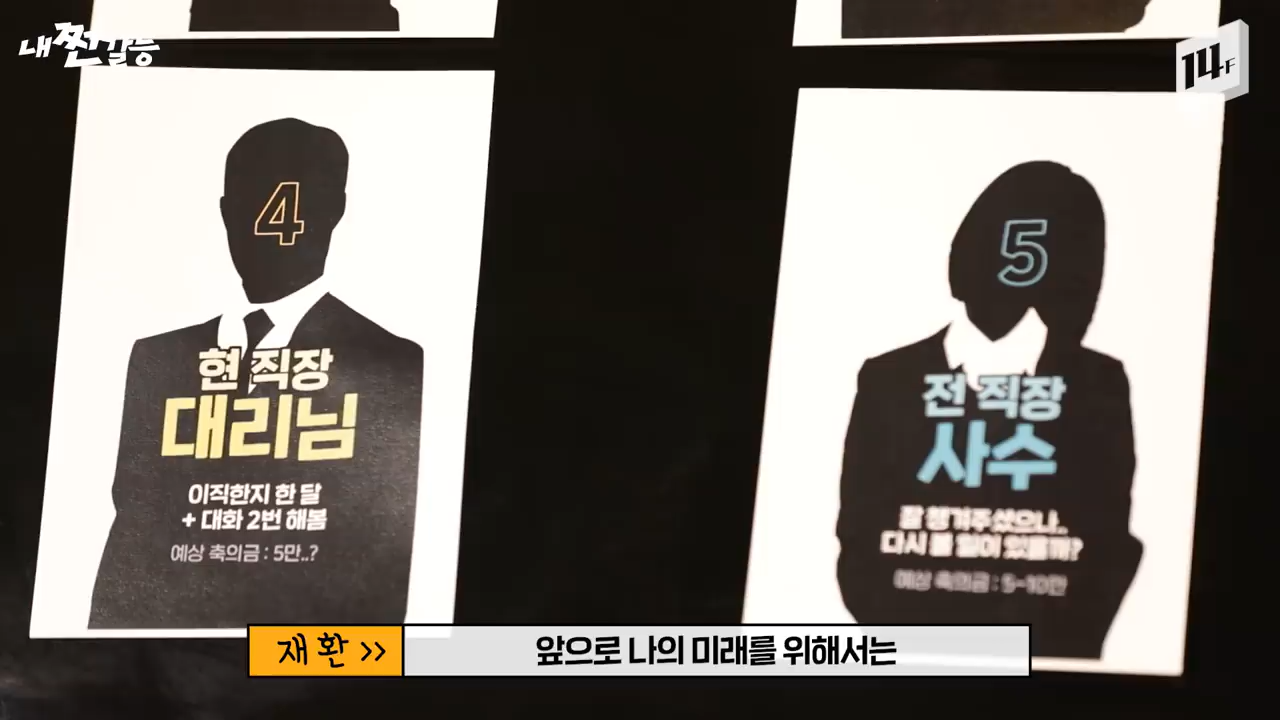 내 쩐갈등
14F
4
현 직장
대리님
이직한지 한 달
+ 대화 2번 해봄
예상 축의금 : 5만..?
5
전 직장
사수
잘 챙겨주셨으나..
다시 볼 일이 있을까?
예상 축의금 : 5-10만
재환 >>
앞으로 나의 미래를 위해서는